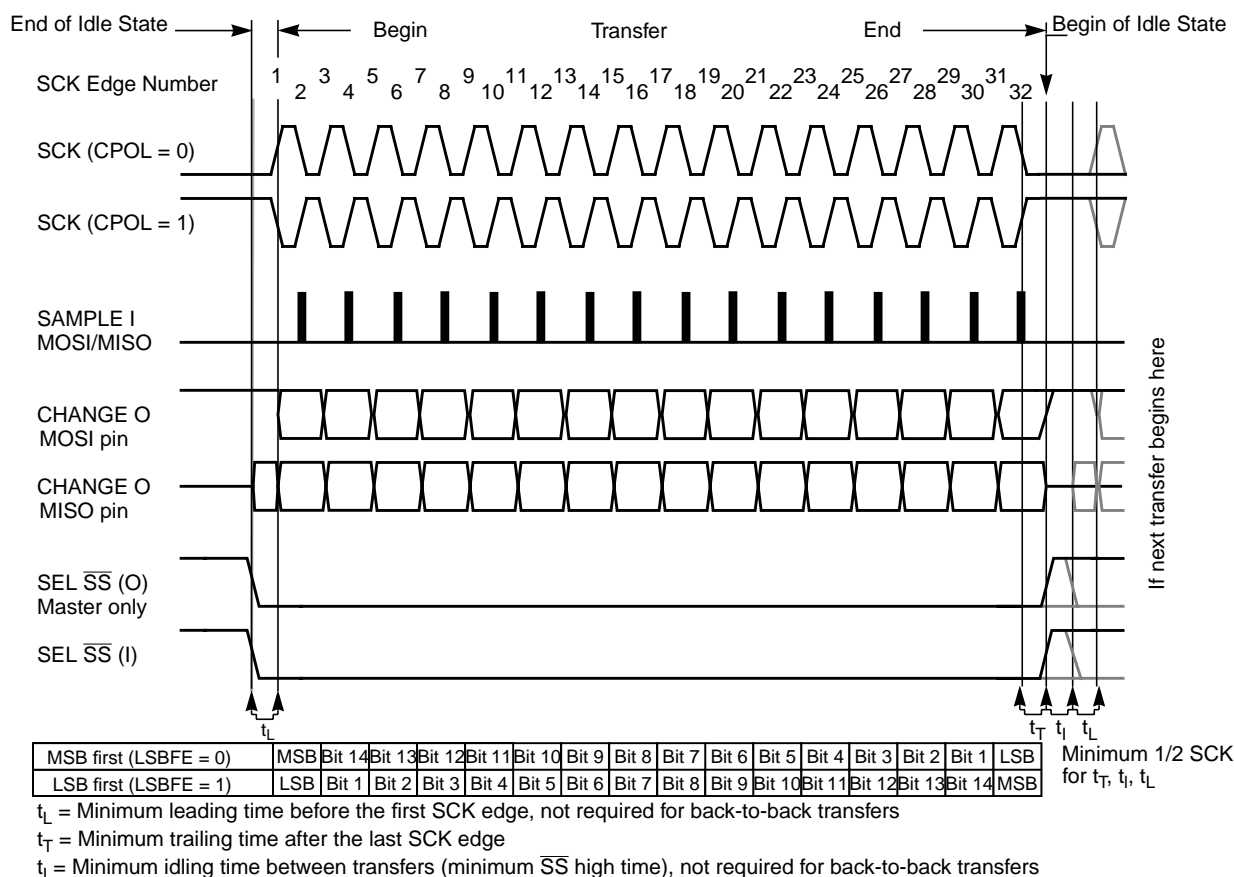 End of Idle State
Begin
Transfer
End
Begin of Idle State
SCK Edge Number
1 3 5 7 9 11 13 15 17 19 21 23 25 27 29 31
2 4 6 8 10 12 14 16 18 20 22 24 26 28 30 32
SCK (CPOL = 0)
SCK (CPOL = 1)
SAMPLE I
MOSI/MISO
CHANGE O
MOSI pin
CHANGE O
MISO pin
SEL SS (O)
Master only
SEL SS (I)
If next transfer begins here
tL
tT tI tL
MSB first (LSBFE = 0) MSB Bit 14 Bit 13 Bit 12 Bit 11 Bit 10 Bit 9 Bit 8 Bit 7 Bit 6 Bit 5 Bit 4 Bit 3 Bit 2 Bit 1 LSB
LSB first (LSBFE = 1) LSB Bit 1 Bit 2 Bit 3 Bit 4 Bit 5 Bit 6 Bit 7 Bit 8 Bit 9 Bit 10 Bit 11 Bit 12 Bit 13 Bit 14 MSB
Minimum 1/2 SCK
for tT, tI, tL
tL = Minimum leading time before the first SCK edge, not required for back-to-back transfers
tT = Minimum trailing time after the last SCK edge
tI = Minimum idling time between transfers (minimum SS high time), not required for back-to-back transfers